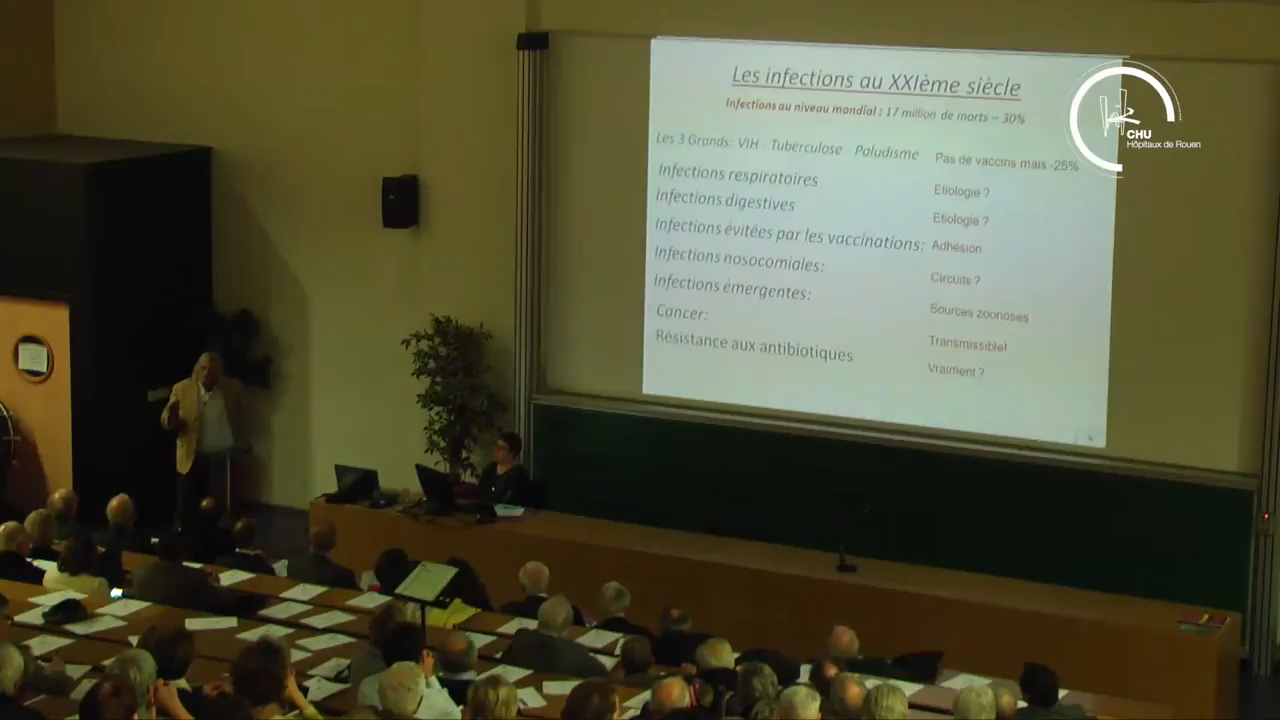 Les infections au XXIème siècle
Infections au niveau mondial : 17 million de morts – 30%
Les 3 Grands: VIH - Tuberculose - Paludisme Pas de vaccins mais -25%
Infections respiratoires Etiologie ?
Infections digestives Etiologie ?
Infections évitées par les vaccinations: Adhésion
Infections nosocomiales: Circuits ?
Infections émergentes: Sources zoonoses
Cancer: Transmissible!
Résistance aux antibiotiques Vraiment ?
CHU
Hôpitaux de Rouen